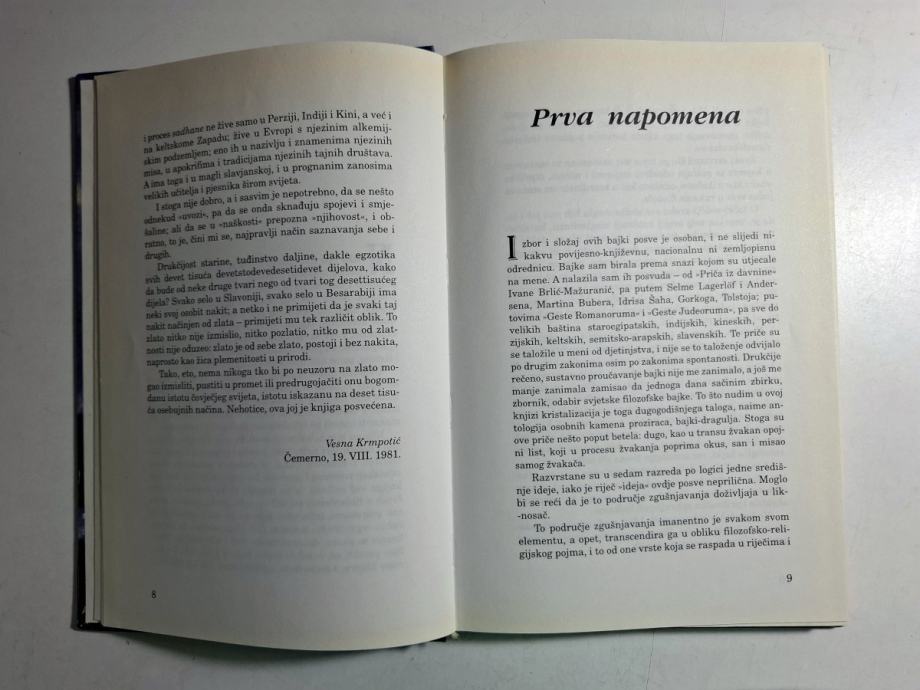 i proces sadhane ne žive samo u Perziji, Indiji i Kini, a već i
na keltskome Zapadu; žive u Evropi s njezinim alkemij-
skim podzemljem; eno ih u nazivlju i znamenima njezinih
misa, u apokrifima i tradicijama njezinih tajnih društava.
A ima toga i u magli slavjanskoj, i u prognanim zanosima
velikih učitelja i pjesnika širom svijeta.
I stoga nije dobro, a i sasvim je nepotrebno, da se nešto
odnekud »uvozi«, pa da se onda sknađuju spojevi i smje-
šaline; ali da se u »naškosti« prepozna »njihovost«, i ob-
ratno, to je, čini mi se, najpravlji način saznavanja sebe i
drugih.
Drukčijost starine, tuđinstvo daljine, dakle egzotika
svih devet tisuća devetstodevedesetidevet dijelova, kako
da bude od neke druge tvari nego od tvari tog desettisućeg
dijela? Svako selo u Slavoniji, svako selo u Besarabiji ima
neki svoj osobit nakit; a netko i ne primijeti da je svaki taj
nakit načinjen od zlata – primijeti mu tek različit oblik. To
zlato nitko nije izmislio, nitko pozlatio, nitko mu od zlat-
nosti nije oduzeo: zlato je od sebe zlato, postoji i bez nakita,
naprosto kao žica plemenitosti u prirodi.
Tako, eto, nema nikoga tko bi po neuzoru na zlato mo-
gao izmisliti, pustiti u promet ili predrugojačiti onu bogom-
danu istotu čovječjeg svijeta, istotu iskazanu na deset tisu-
ća osebujnih načina. Nehotice, ova joj je knjiga posvećena.
Vesna Krmpotić
Čemerno, 19. VIII. 1981.
8
Prva napomena
Izbor i složaj ovih bajki posve je osoban, i ne slijedi ni-
kakvu povijesno-književnu, nacionalnu ni zemljopisnu
odrednicu. Bajke sam birala prema snazi kojom su utjecale
na mene. A nalazila sam ih posvuda – od »Priča iz davnine«
Ivane Brlić-Mažuranić, pa putem Selme Lagerlöf i Ander-
sena, Martina Bubera, Idrisa Šaha, Gorkoga, Tolstoja; pu-
tovima »Geste Romanoruma« i »Geste Judeoruma«, pa sve do
velikih baština staroegipatskih, indijskih, kineskih, per-
zijskih, keltskih, semitsko-arapskih, slavenskih. Te priče su
se taložile u meni od djetinjstva, i nije se to taloženje odvijalo
po drugim zakonima osim po zakonima spontanosti. Drukčije
rečeno, sustavno proučavanje bajki nije me zanimalo, a još me
manje zanimala zamisao da jednoga dana sačinim zbirku,
zbornik, odabir svjetske filozofske bajke. To što nudim u ovoj
knjizi kristalizacija je toga dugogodišnjeg taloga, naime an-
tologija osobnih kamena proziraca, bajki-dragulja. Stoga su
ove priče nešto poput betela: dugo, kao u transu žvakan opoj-
ni list, koji u procesu žvakanja poprima okus, san i misao
samog žvakača.
Razvrstane su u sedam razreda po logici jedne središ-
nje ideje, iako je riječ »ideja« ovdje posve neprilična. Moglo
bi se reći da je to područje zgušnjavanja doživljaja u lik-
-nosač.
To područje zgušnjavanja imanentno je svakom svom
elementu, a opet, transcendira ga u obliku filozofsko-reli-
gijskog pojma, i to od one vrste koja se raspada u riječima i
9